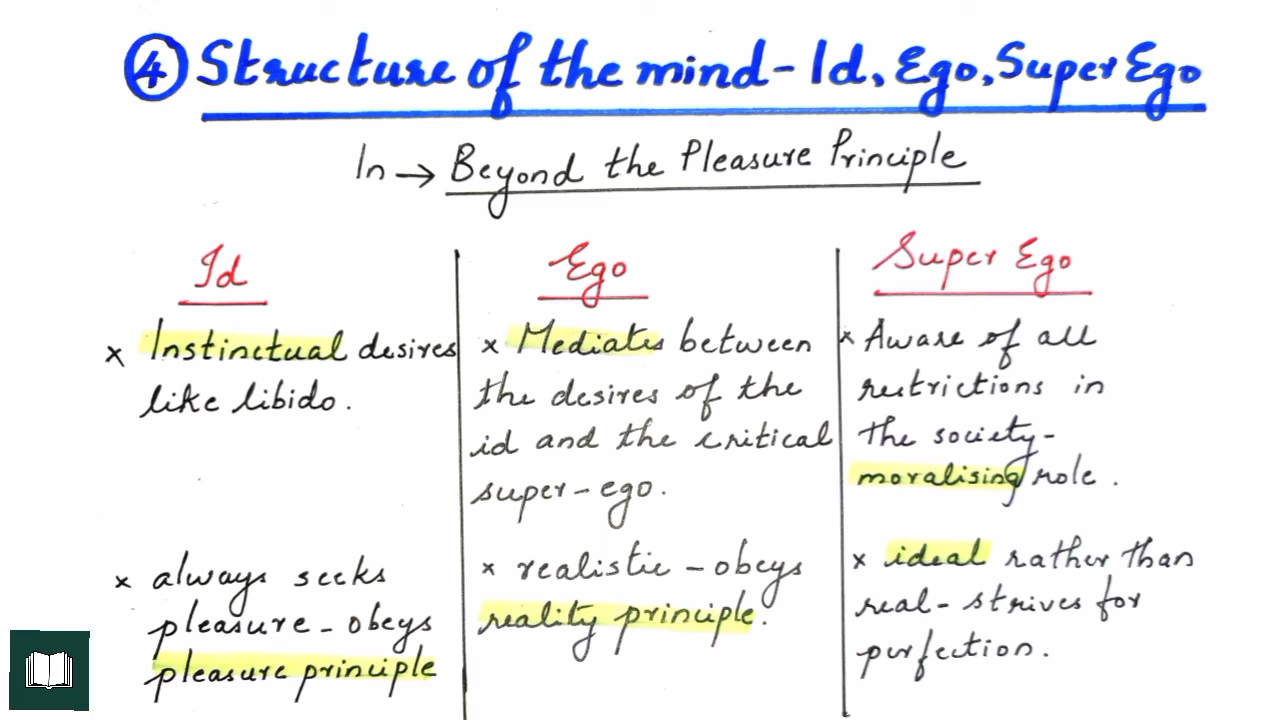 ④ Structure of the mind - Id, Ego, Super Ego
In → Beyond the Pleasure Principle
Id
× Instinctual desires
like libido.
× always seeks
pleasure - obeys
pleasure principle
Ego
× Mediates between
the desires of the
id and the critical
super-ego.
× realistic - obeys
reality principle.
Super Ego
× Aware of all
restrictions in
the society-
moralising role.
× ideal rather than
real - strives for
perfection.